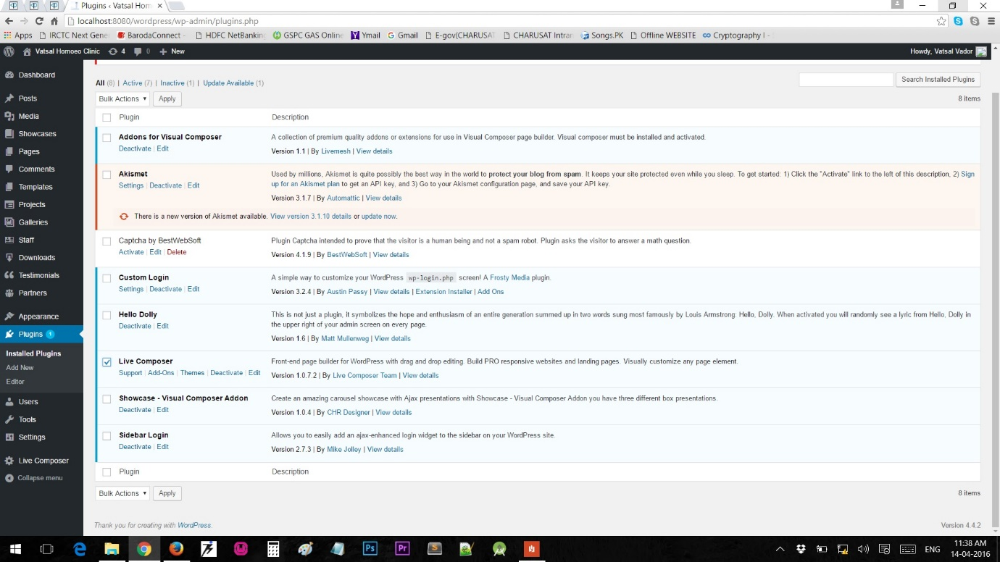 Plugins ‹ Vatsal Hom
localhost:8080/wordpress/wp-admin/plugins.php
Apps IRCTC Next Gene BarodaConnect - HDFC NetBanking GSPC GAS Online Ymail Gmail E-gov(CHARUSAT CHARUSAT Intran Songs.PK Offline WEBSITE Cryptography I -
Vatsal Homoeo Clinic 4 0 New Howdy, Vatsal Vador
Dashboard
Posts
Media
Showcases
Pages
Comments
Templates
Projects
Galleries
Staff
Downloads
Testimonials
Partners
Appearance
Plugins 1
Installed Plugins
Add New
Editor
Users
Tools
Settings
Live Composer
Collapse menu
All (8) | Active (7) | Inactive (1) | Update Available (1)
Search Installed Plugins
Bulk Actions Apply 8 items
Plugin Description
Addons for Visual Composer
Deactivate | Edit
A collection of premium quality addons or extensions for use in Visual Composer page builder. Visual composer must be installed and activated.
Version 1.1 | By Livemesh | View details
Akismet
Settings | Deactivate | Edit
Used by millions, Akismet is quite possibly the best way in the world to protect your blog from spam. It keeps your site protected even while you sleep. To get started: 1) Click the "Activate" link to the left of this description, 2) Sign
up for an Akismet plan to get an API key, and 3) Go to your Akismet configuration page, and save your API key.
Version 3.1.7 | By Automattic | View details
There is a new version of Akismet available. View version 3.1.10 details or update now.
Captcha by BestWebSoft
Activate | Edit | Delete
Plugin Captcha intended to prove that the visitor is a human being and not a spam robot. Plugin asks the visitor to answer a math question.
Version 4.1.9 | By BestWebSoft | View details
Custom Login
Settings | Deactivate | Edit
A simple way to customize your WordPress wp-login.php screen! A Frosty Media plugin.
Version 3.2.4 | By Austin Passy | View details | Extension Installer | Add Ons
Hello Dolly
Deactivate | Edit
This is not just a plugin, it symbolizes the hope and enthusiasm of an entire generation summed up in two words sung most famously by Louis Armstrong: Hello, Dolly. When activated you will randomly see a lyric from Hello, Dolly in
the upper right of your admin screen on every page.
Version 1.6 | By Matt Mullenweg | View details
Live Composer
Support | Add-Ons | Themes | Deactivate | Edit
Front-end page builder for WordPress with drag and drop editing. Build PRO responsive websites and landing pages. Visually customize any page element.
Version 1.0.7.2 | By Live Composer Team | View details
Showcase - Visual Composer Addon
Deactivate | Edit
Create an amazing carousel showcase with Ajax presentations with Showcase - Visual Composer Addon you have three different box presentations.
Version 1.0.4 | By CHR Designer | View details
Sidebar Login
Deactivate | Edit
Allows you to easily add an ajax-enhanced login widget to the sidebar on your WordPress site.
Version 2.7.3 | By Mike Jolley | View details
Plugin Description
Bulk Actions Apply 8 items
Thank you for creating with WordPress. Version 4.4.2
Ps Pr S ENG
11:38 AM
14-04-2016